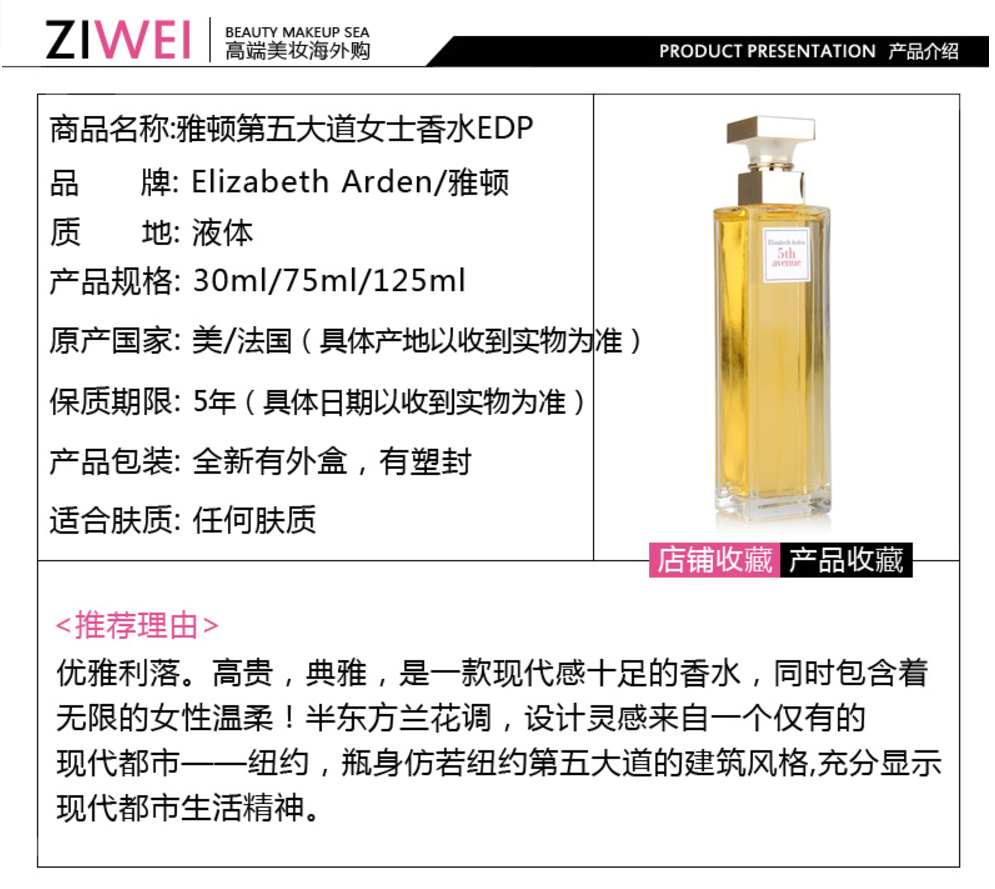 ZIWEI
BEAUTY MAKEUP SEA
高端美妆海外购
PRODUCT PRESENTATION 产品介绍
商品名称:雅顿第五大道女士香水EDP
品 牌: Elizabeth Arden/雅顿
质 地: 液体
产品规格: 30ml/75ml/125ml
原产国家: 美/法国（具体产地以收到实物为准）
保质期限: 5年（具体日期以收到实物为准）
产品包装: 全新有外盒，有塑封
适合肤质: 任何肤质
Elizabeth Arden
5th
avenue
店铺收藏 产品收藏
<推荐理由>
优雅利落。高贵，典雅，是一款现代感十足的香水，同时包含着
无限的女性温柔！半东方兰花调，设计灵感来自一个仅有的
现代都市——纽约，瓶身仿若纽约第五大道的建筑风格,充分显示
现代都市生活精神。